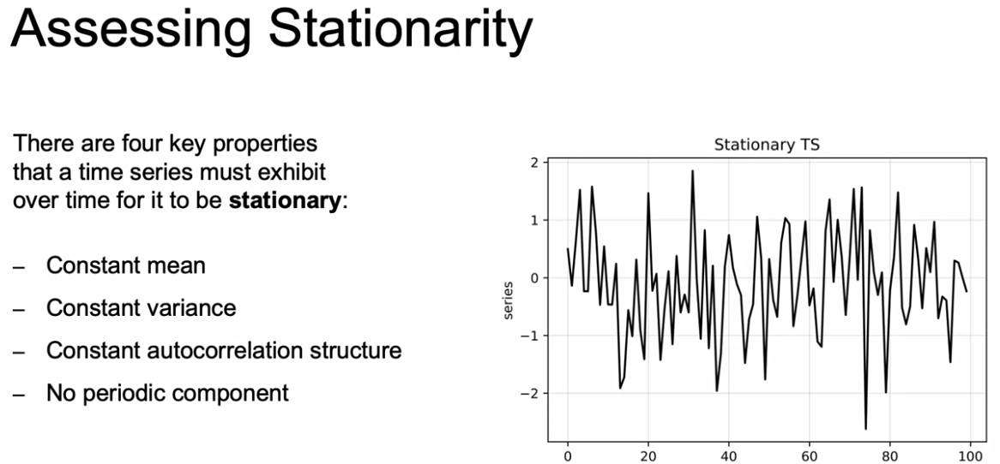 Assessing Stationarity
There are four key properties
that a time series must exhibit
over time for it to be stationary:
– Constant mean
– Constant variance
– Constant autocorrelation structure
– No periodic component
Stationary TS
series
2
1
0
−1
−2
0 20 40 60 80 100